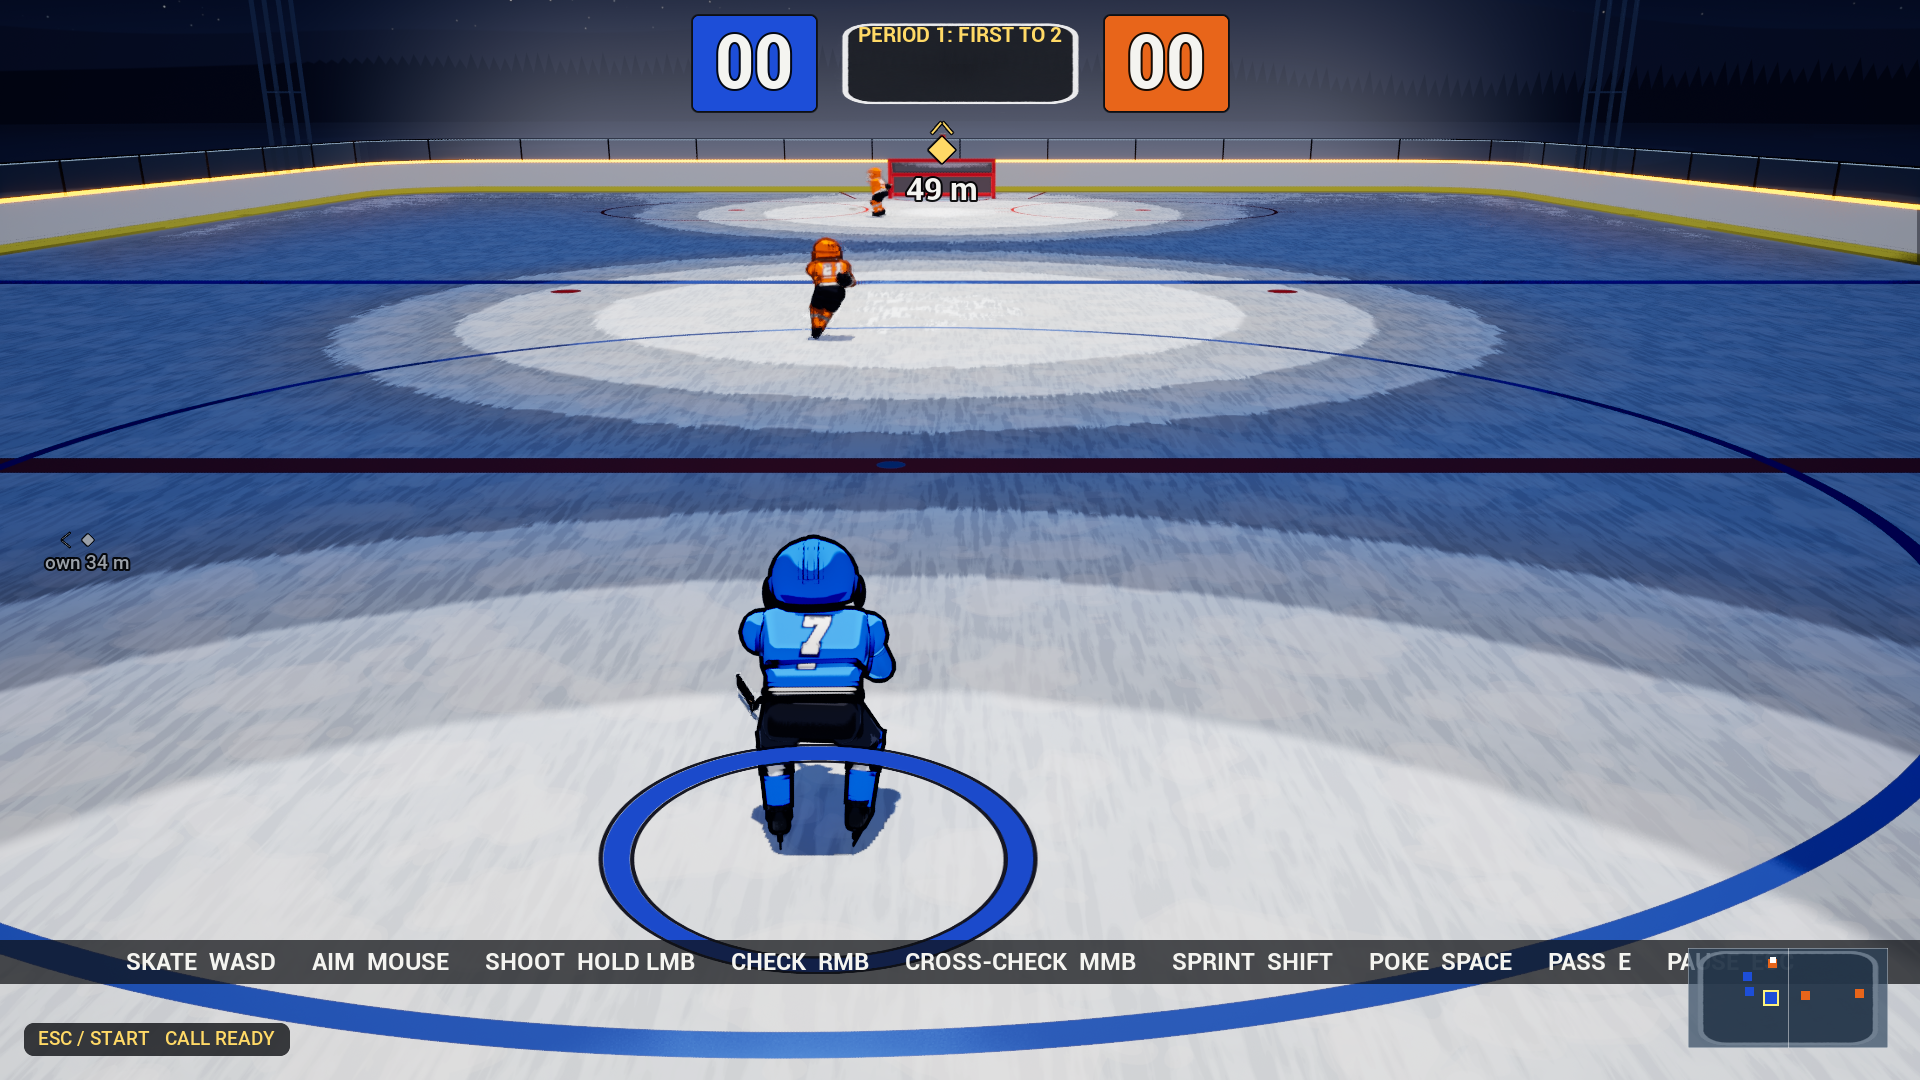 00
PERIOD 1: FIRST TO 2
00
49 m
own 34 m
7
SKATE WASD AIM MOUSE SHOOT HOLD LMB CHECK RMB CROSS-CHECK MMB SPRINT SHIFT POKE SPACE PASS E
ESC / START CALL READY